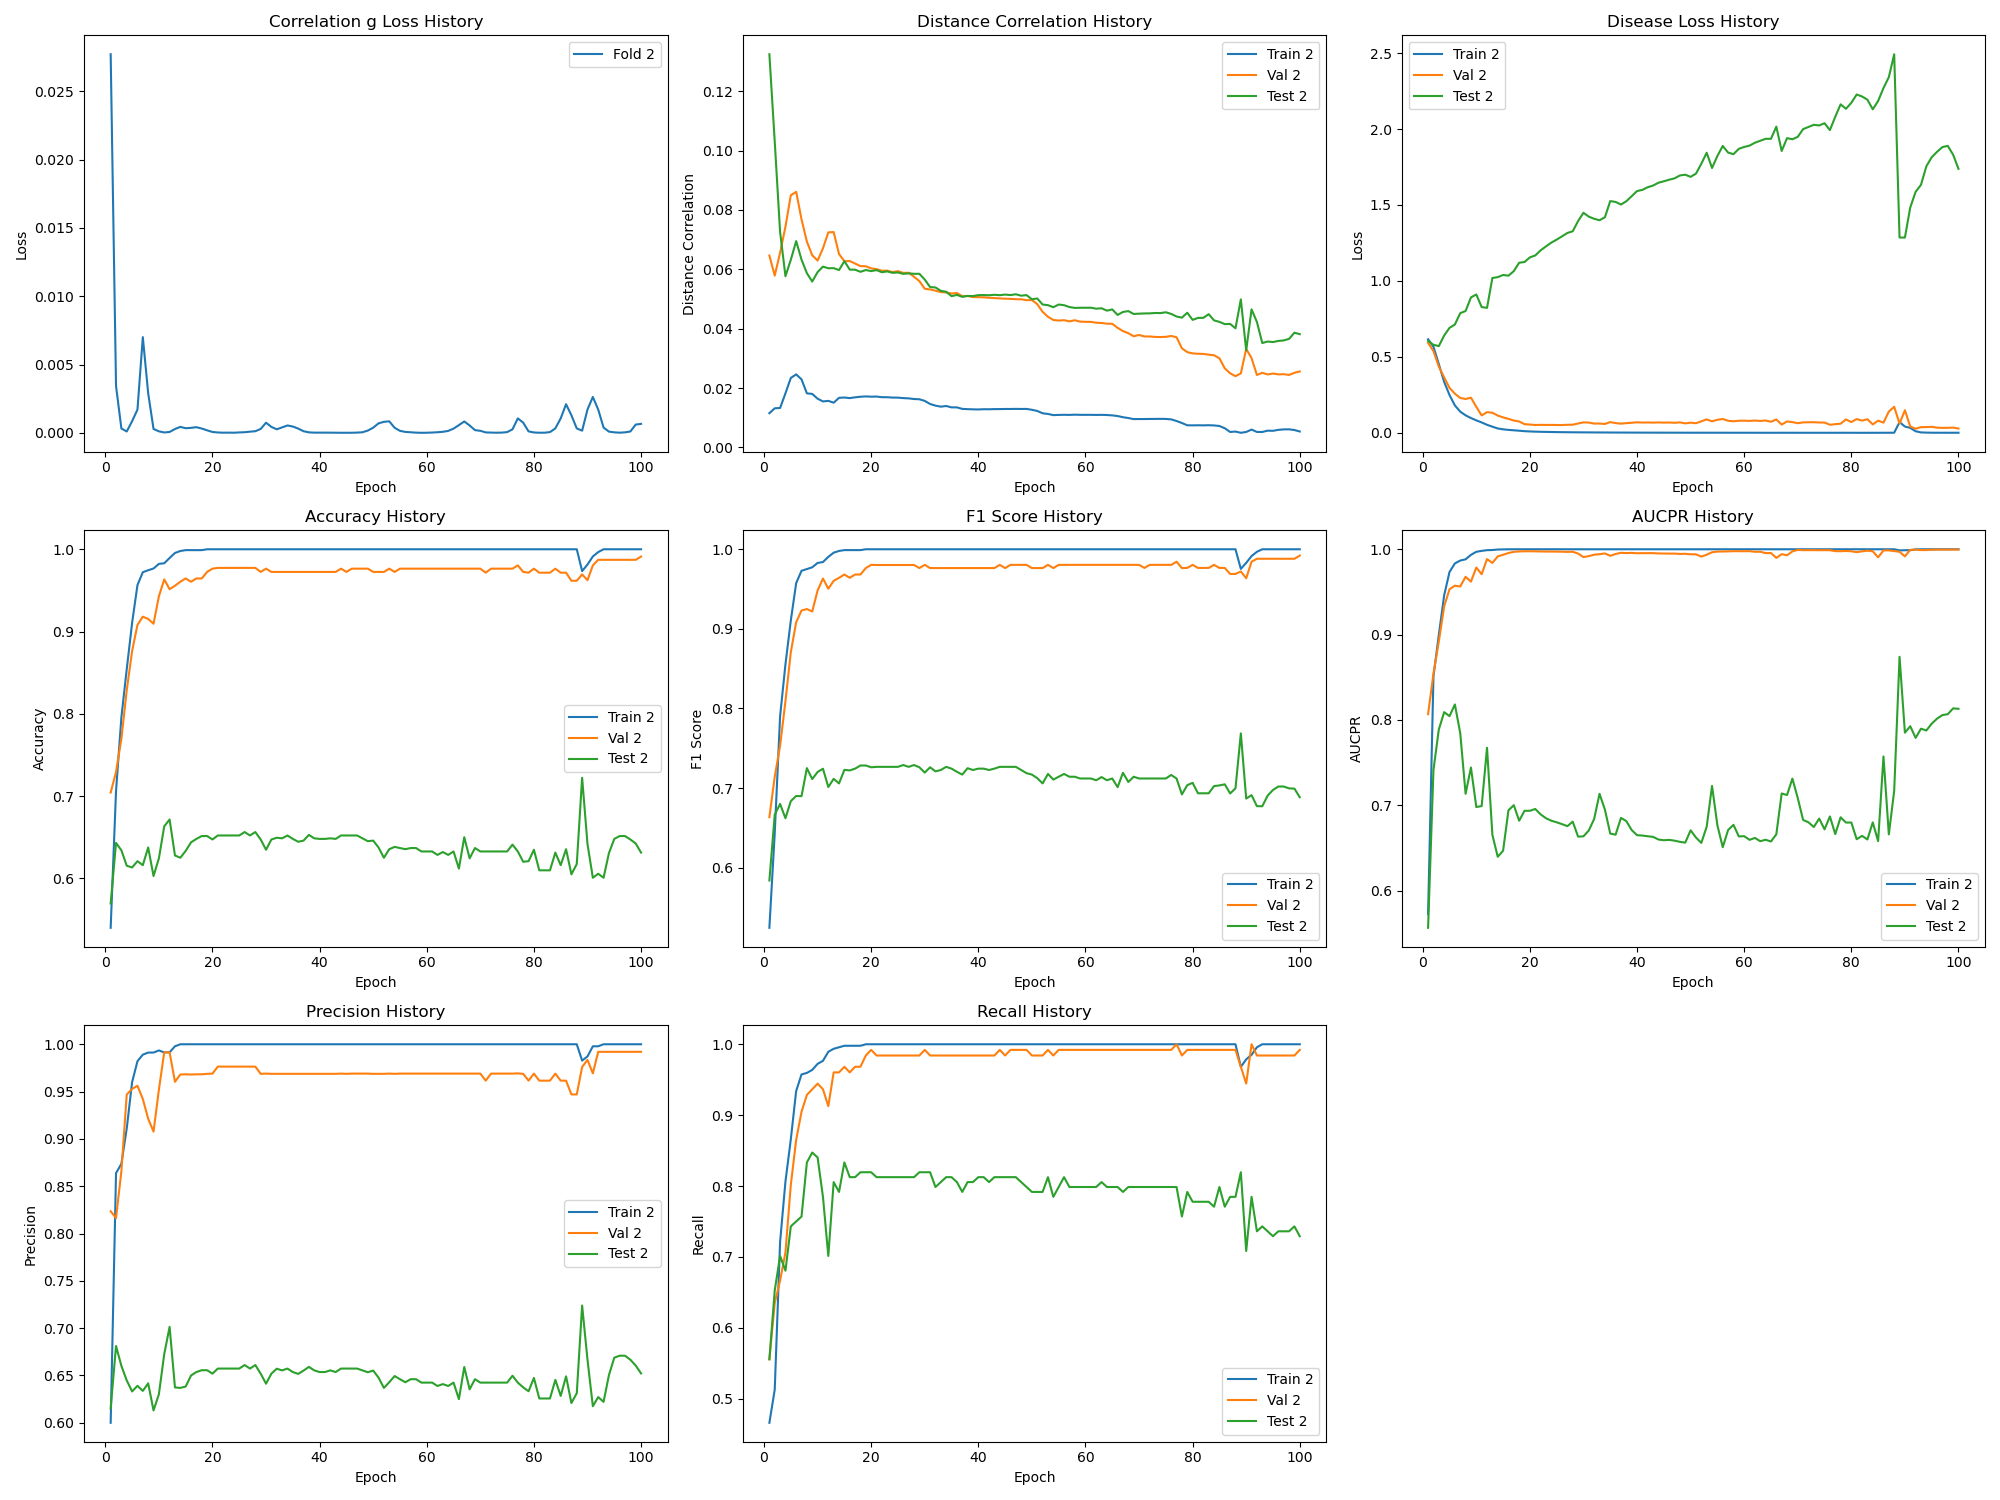 Correlation g Loss History
Fold 2
0.025
0.020
0.015
0.010
0.005
0.000
Loss
0 20 40 60 80 100
Epoch
Distance Correlation History
Train 2
Val 2
Test 2
0.12
0.10
0.08
0.06
0.04
0.02
0.00
Distance Correlation
0 20 40 60 80 100
Epoch
Disease Loss History
Train 2
Val 2
Test 2
2.5
2.0
1.5
1.0
0.5
0.0
Loss
0 20 40 60 80 100
Epoch
Accuracy History
1.0
0.9
0.8
0.7
0.6
Accuracy
Train 2
Val 2
Test 2
0 20 40 60 80 100
Epoch
F1 Score History
1.0
0.9
0.8
0.7
0.6
F1 Score
Train 2
Val 2
Test 2
0 20 40 60 80 100
Epoch
AUCPR History
1.0
0.9
0.8
0.7
0.6
AUCPR
Train 2
Val 2
Test 2
0 20 40 60 80 100
Epoch
Precision History
1.00
0.95
0.90
0.85
0.80
0.75
0.70
0.65
0.60
Precision
Train 2
Val 2
Test 2
0 20 40 60 80 100
Epoch
Recall History
1.0
0.9
0.8
0.7
0.6
0.5
Recall
Train 2
Val 2
Test 2
0 20 40 60 80 100
Epoch